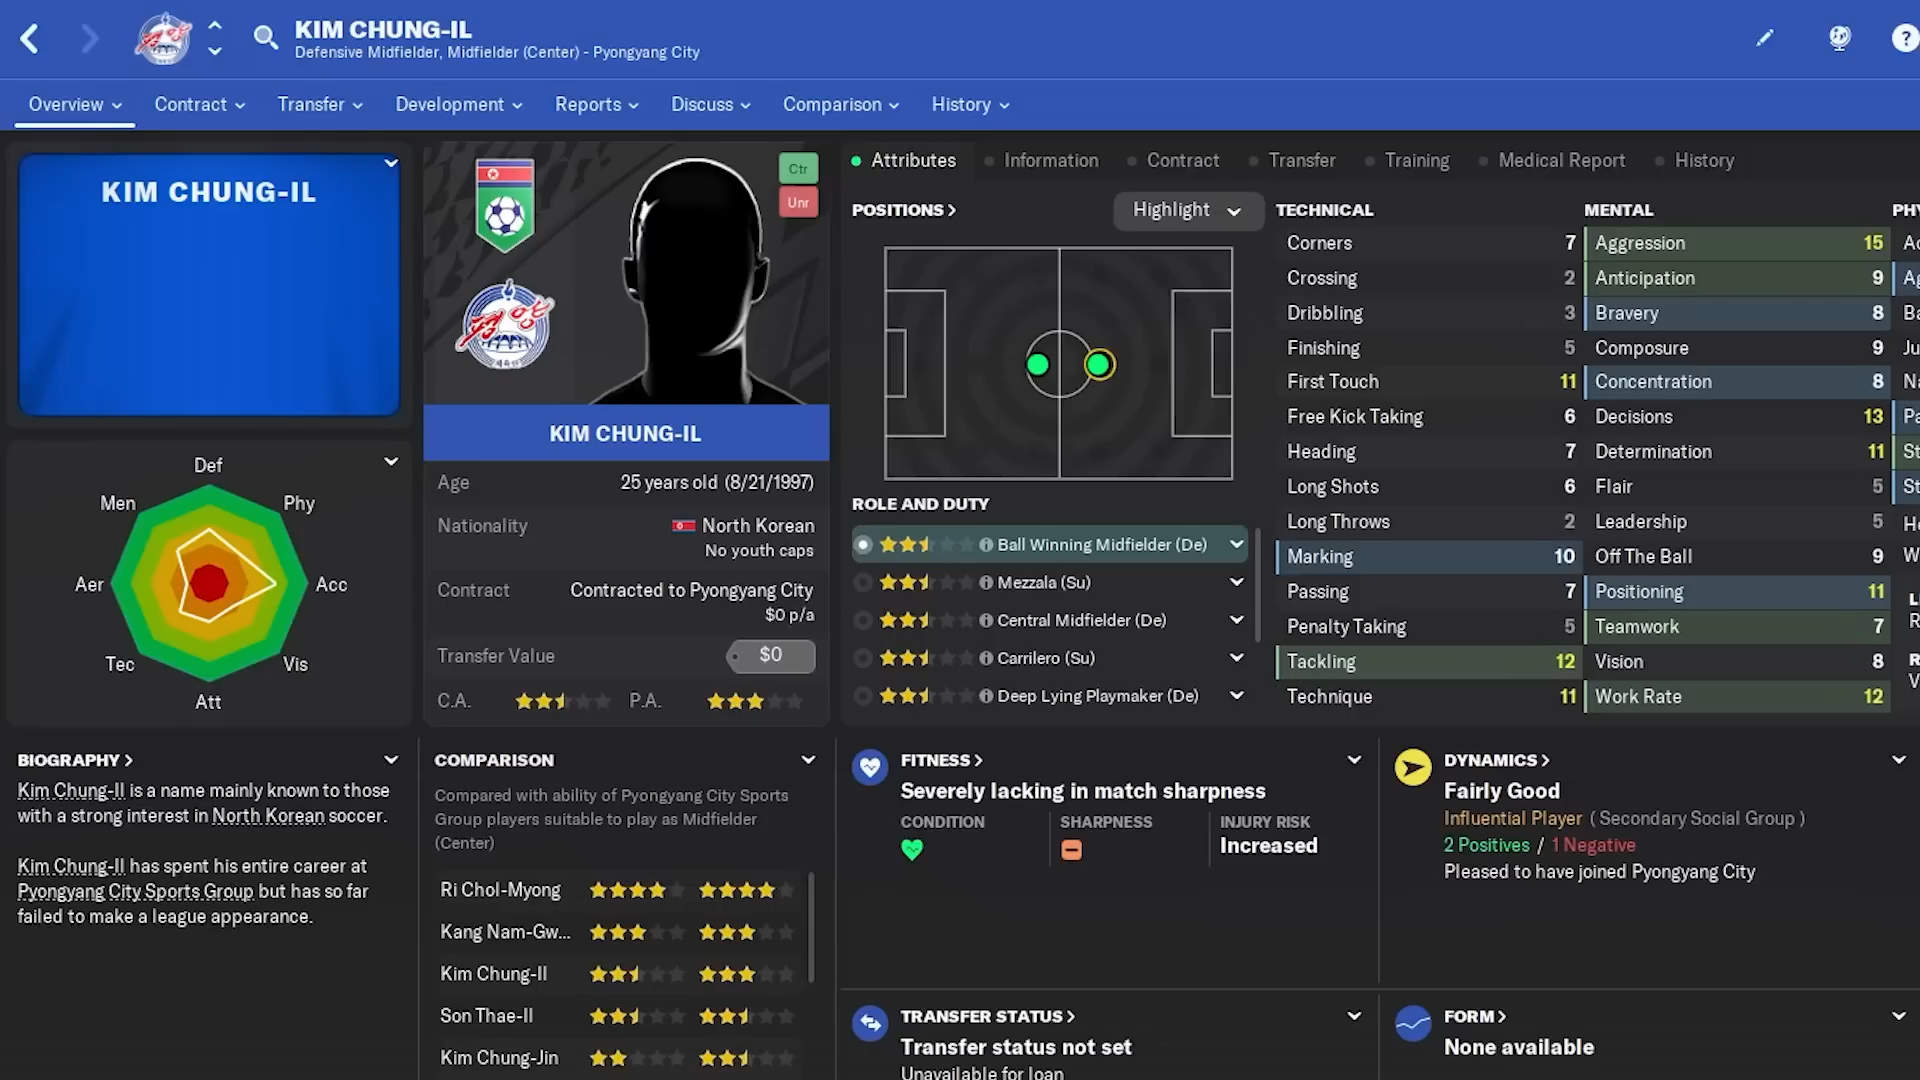 KIM CHUNG-IL
Defensive Midfielder, Midfielder (Center) - Pyongyang City
?
Overview
Contract
Transfer
Development
Reports
Discuss
Comparison
History
KIM CHUNG-IL
Def
Men
Phy
Aer
Acc
Tec
Vis
Att
Ctr
Unr
KIM CHUNG-IL
Age 25 years old (8/21/1997)
Nationality North Korean
No youth caps
Contract Contracted to Pyongyang City
$0 p/a
Transfer Value $0
C.A. P.A.
Attributes Information Contract Transfer Training Medical Report History
POSITIONS >
Highlight
ROLE AND DUTY
Ball Winning Midfielder (De)
Mezzala (Su)
Central Midfielder (De)
Carrilero (Su)
Deep Lying Playmaker (De)
TECHNICAL
Corners 7
Crossing 2
Dribbling 3
Finishing 5
First Touch 11
Free Kick Taking 6
Heading 7
Long Shots 6
Long Throws 2
Marking 10
Passing 7
Penalty Taking 5
Tackling 12
Technique 11
MENTAL
Aggression 15
Anticipation 9
Bravery 8
Composure 9
Concentration 8
Decisions 13
Determination 11
Flair 5
Leadership 5
Off The Ball 9
Positioning 11
Teamwork 7
Vision 8
Work Rate 12
BIOGRAPHY >
Kim Chung-Il is a name mainly known to those
with a strong interest in North Korean soccer.
Kim Chung-Il has spent his entire career at
Pyongyang City Sports Group but has so far
failed to make a league appearance.
COMPARISON
Compared with ability of Pyongyang City Sports
Group players suitable to play as Midfielder
(Center)
Ri Chol-Myong
Kang Nam-Gw...
Kim Chung-Il
Son Thae-Il
Kim Chung-Jin
FITNESS >
Severely lacking in match sharpness
CONDITION
SHARPNESS
INJURY RISK
Increased
DYNAMICS >
Fairly Good
Influential Player ( Secondary Social Group )
2 Positives / 1 Negative
Pleased to have joined Pyongyang City
TRANSFER STATUS >
Transfer status not set
Unavailable for loan
FORM >
None available